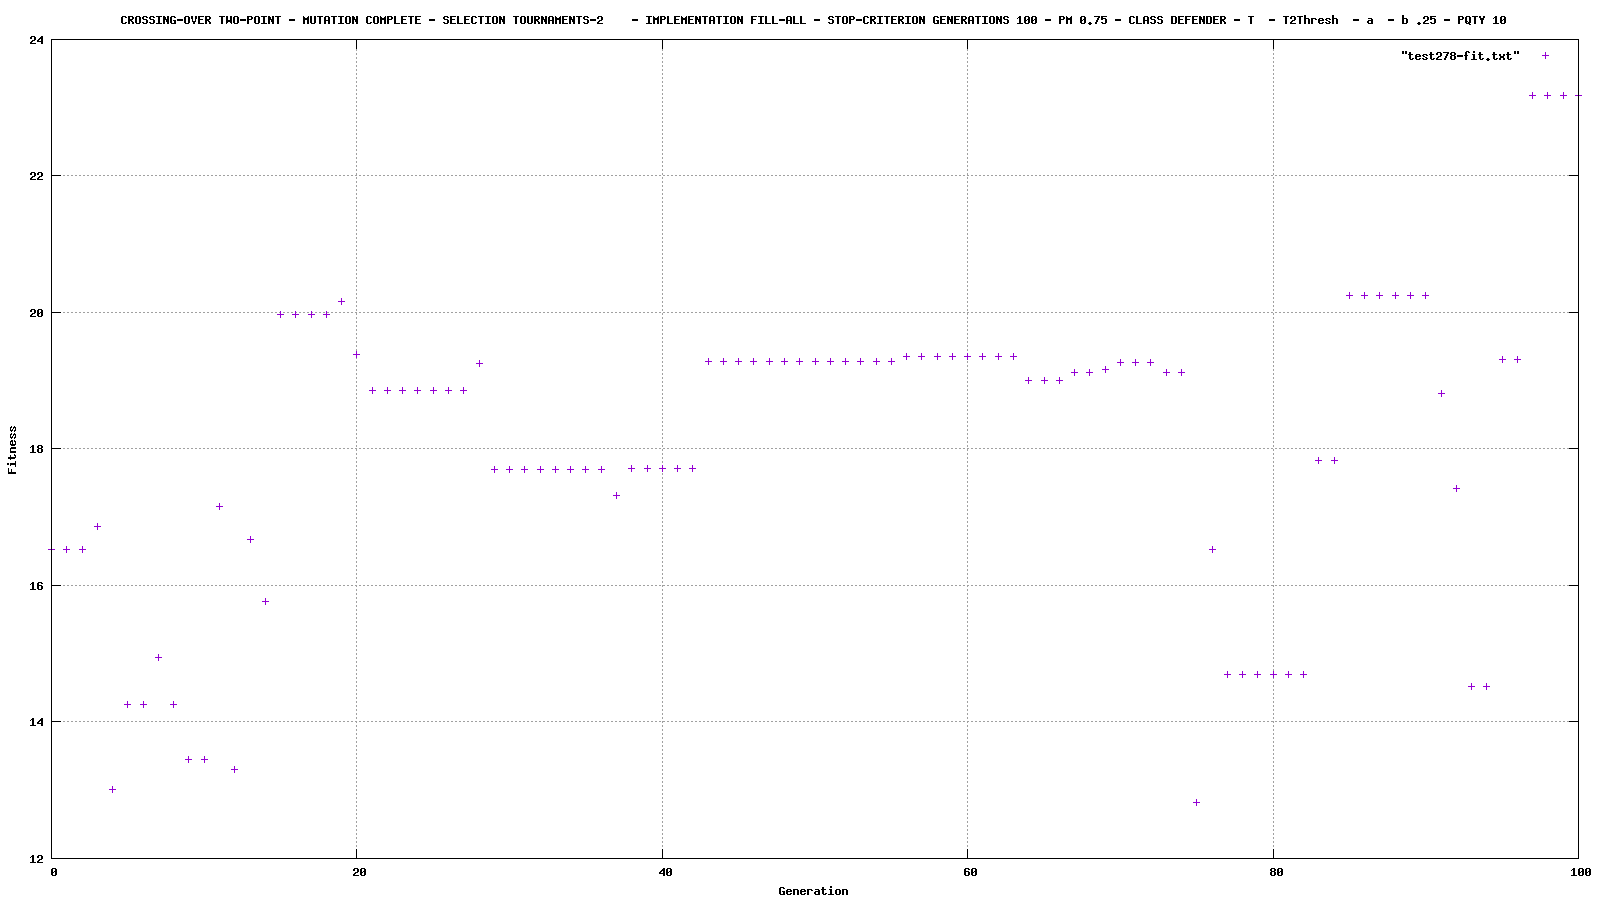 CROSSING-OVER TWO-POINT - MUTATION COMPLETE - SELECTION TOURNAMENTS-2    - IMPLEMENTATION FILL-ALL - STOP-CRITERION GENERATIONS 100 - PM 0.75 - CLASS DEFENDER - T  - T2Thresh  - a  - b .25 - PQTY 10
"test278-fit.txt"
24
22
20
18
16
14
12
Fitness
0 20 40 60 80 100
Generation